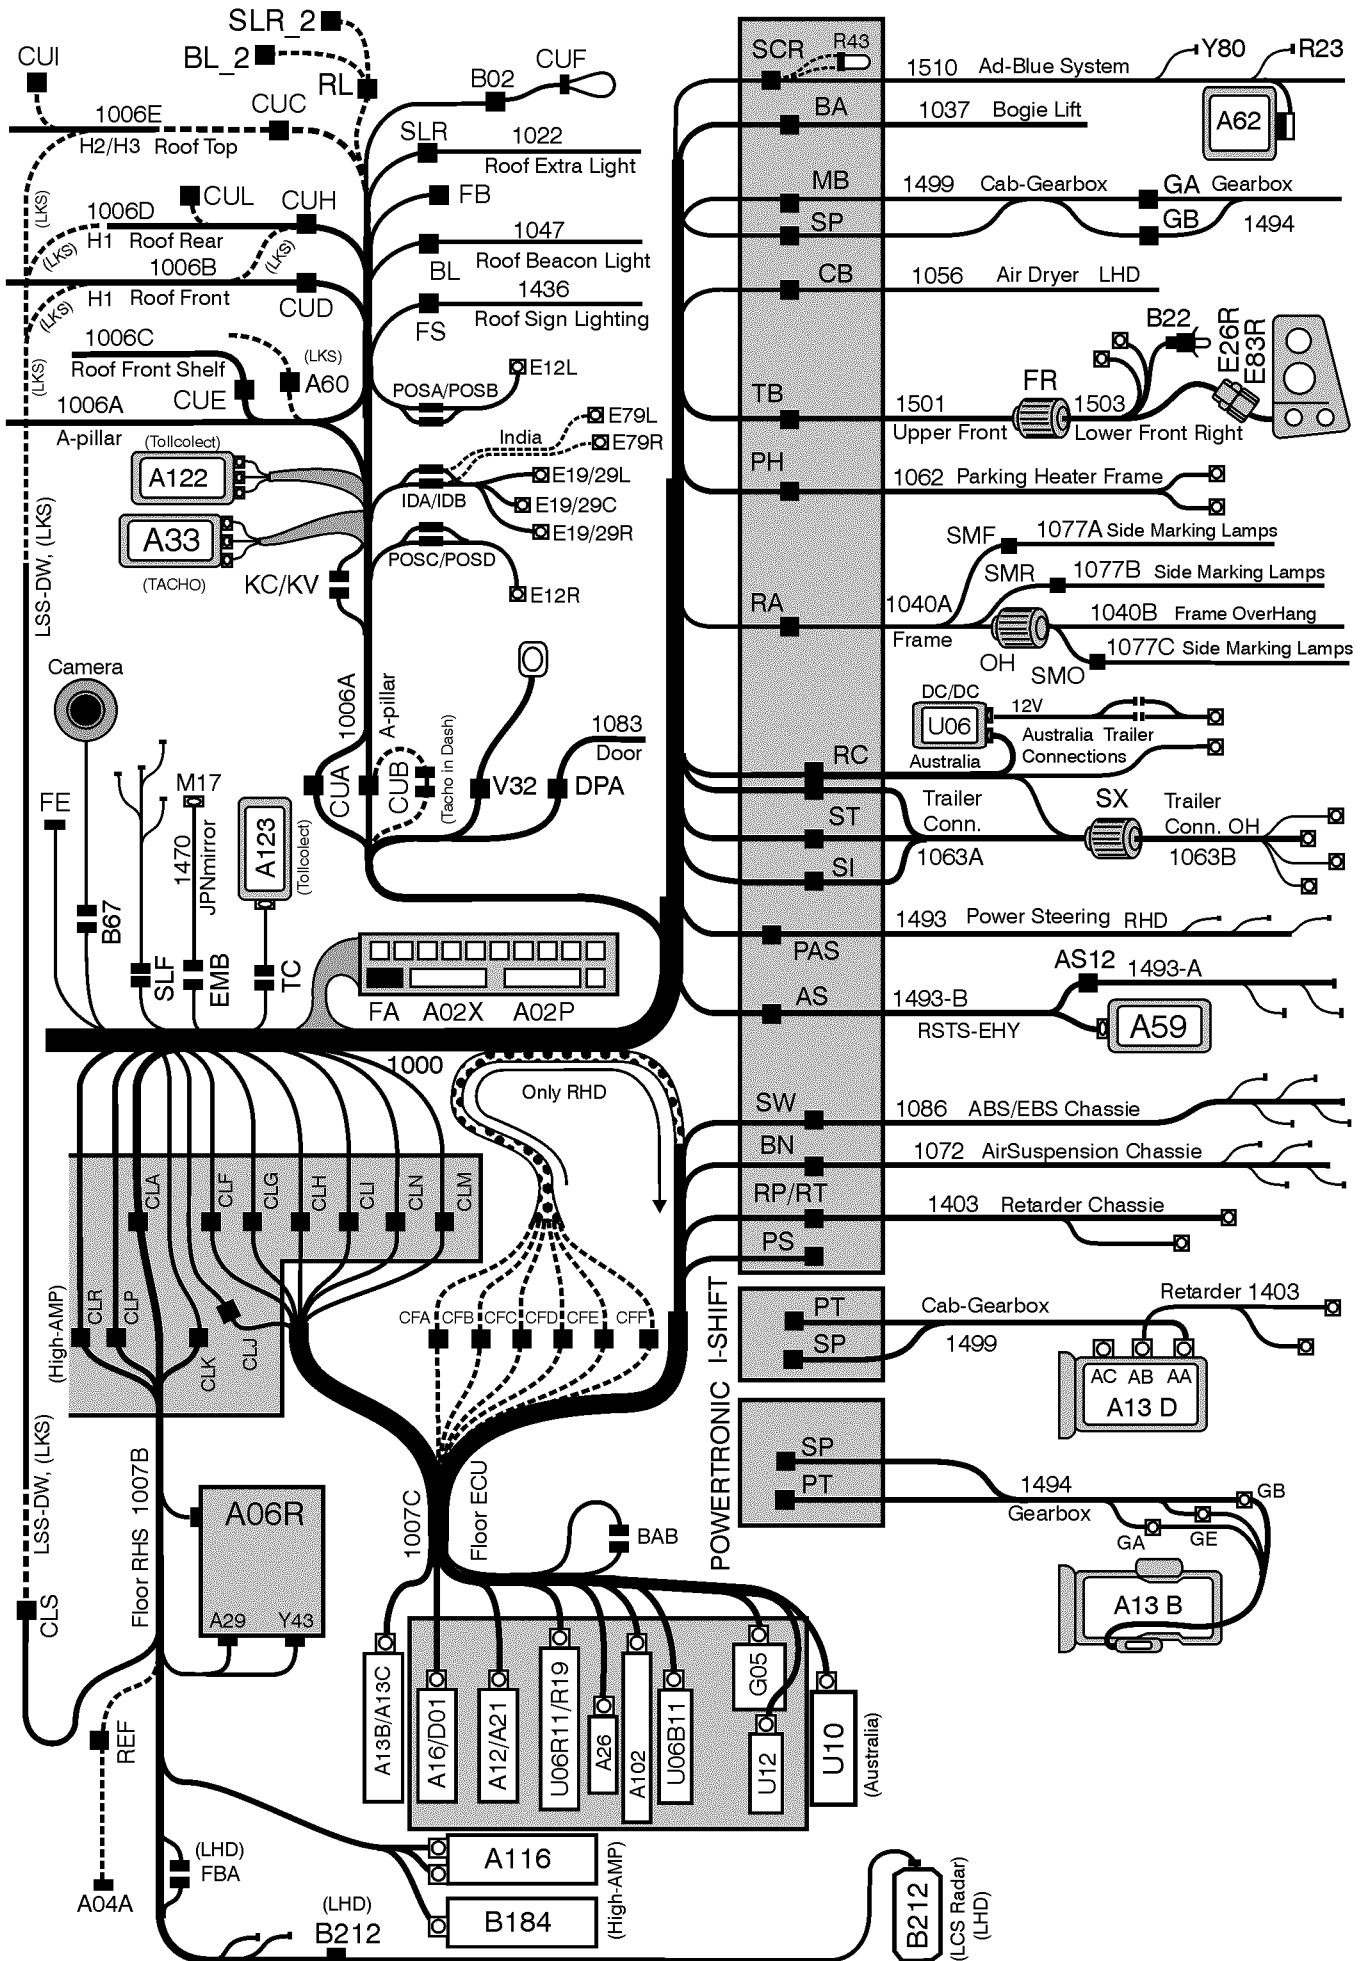 SLR_2
BL_2
CUI
RL
B02
CUF
CUC
1006E
H2/H3 Roof Top
SLR
1022
Roof Extra Light
(LKS)
CUL
FB
CUH
1006D
H1 Roof Rear
(LKS)
(LKS)
1047
BL
Roof Beacon Light
1006B
H1 Roof Front
(LKS)
CUD
1436
FS
Roof Sign Lighting
1006C
Roof Front Shelf
(LKS)
A60
(LKS)
CUE
E12L
POSA/POSB
1006A
A-pillar
E79L
India
E79R
(Tollcolect)
A122
E19/29L
IDA/IDB
E19/29C
E19/29R
A33
(TACHO)
KC/KV
POSC/POSD
E12R
LSS-DW, (LKS)
Camera
1006A
A-pillar
1083
Door
CUA
CUB
(Tacho in Dash)
V32
DPA
FE
M17
1470
JPNmirror
A123
(Tollcolect)
B67
SLF
EMB
TC
FA
A02X
A02P
1000
Only RHD
SCR
R43
1510 Ad-Blue System
Y80
R23
A62
BA
1037 Bogie Lift
MB
1499 Cab-Gearbox
GA Gearbox
SP
GB
1494
CB
1056 Air Dryer LHD
B22
E26R
E83R
TB
1501
Upper Front
FR
1503
Lower Front Right
PH
1062 Parking Heater Frame
SMF
1077A Side Marking Lamps
SMR
1077B Side Marking Lamps
RA
1040A
Frame
OH
1040B Frame OverHang
1077C Side Marking Lamps
SMO
DC/DC
U06
12V
Australia Trailer
Connections
Australia
RC
ST
Trailer
Conn.
1063A
SX
Trailer
Conn. OH
1063B
SI
PAS
1493 Power Steering RHD
AS12
1493-A
AS
1493-B
RSTS-EHY
A59
SW
1086 ABS/EBS Chassie
BN
1072 AirSuspension Chassie
RP/RT
1403 Retarder Chassie
PS
CLA
CLF
CLG
CLH
CLI
CLN
CLM
(High-AMP)
CLR
CLP
CLK
CLJ
CFA
CFB
CFC
CFD
CFE
CFF
POWERTRONIC I-SHIFT
PT
SP
Cab-Gearbox
1499
Retarder 1403
AC AB AA
A13 D
SP
PT
1494
Gearbox
GB
GE
GA
A13 B
LSS-DW, (LKS)
CLS
Floor RHS 1007B
A06R
A29
Y43
1007C
Floor ECU
BAB
A13B/A13C
A16/D01
A12/A21
U06R11/R19
A26
A102
U06B11
G05
U12
U10
(Australia)
REF
A04A
(LHD)
FBA
A116
B184
(High-AMP)
(LHD)
B212
B212
(LCS Radar)
(LHD)